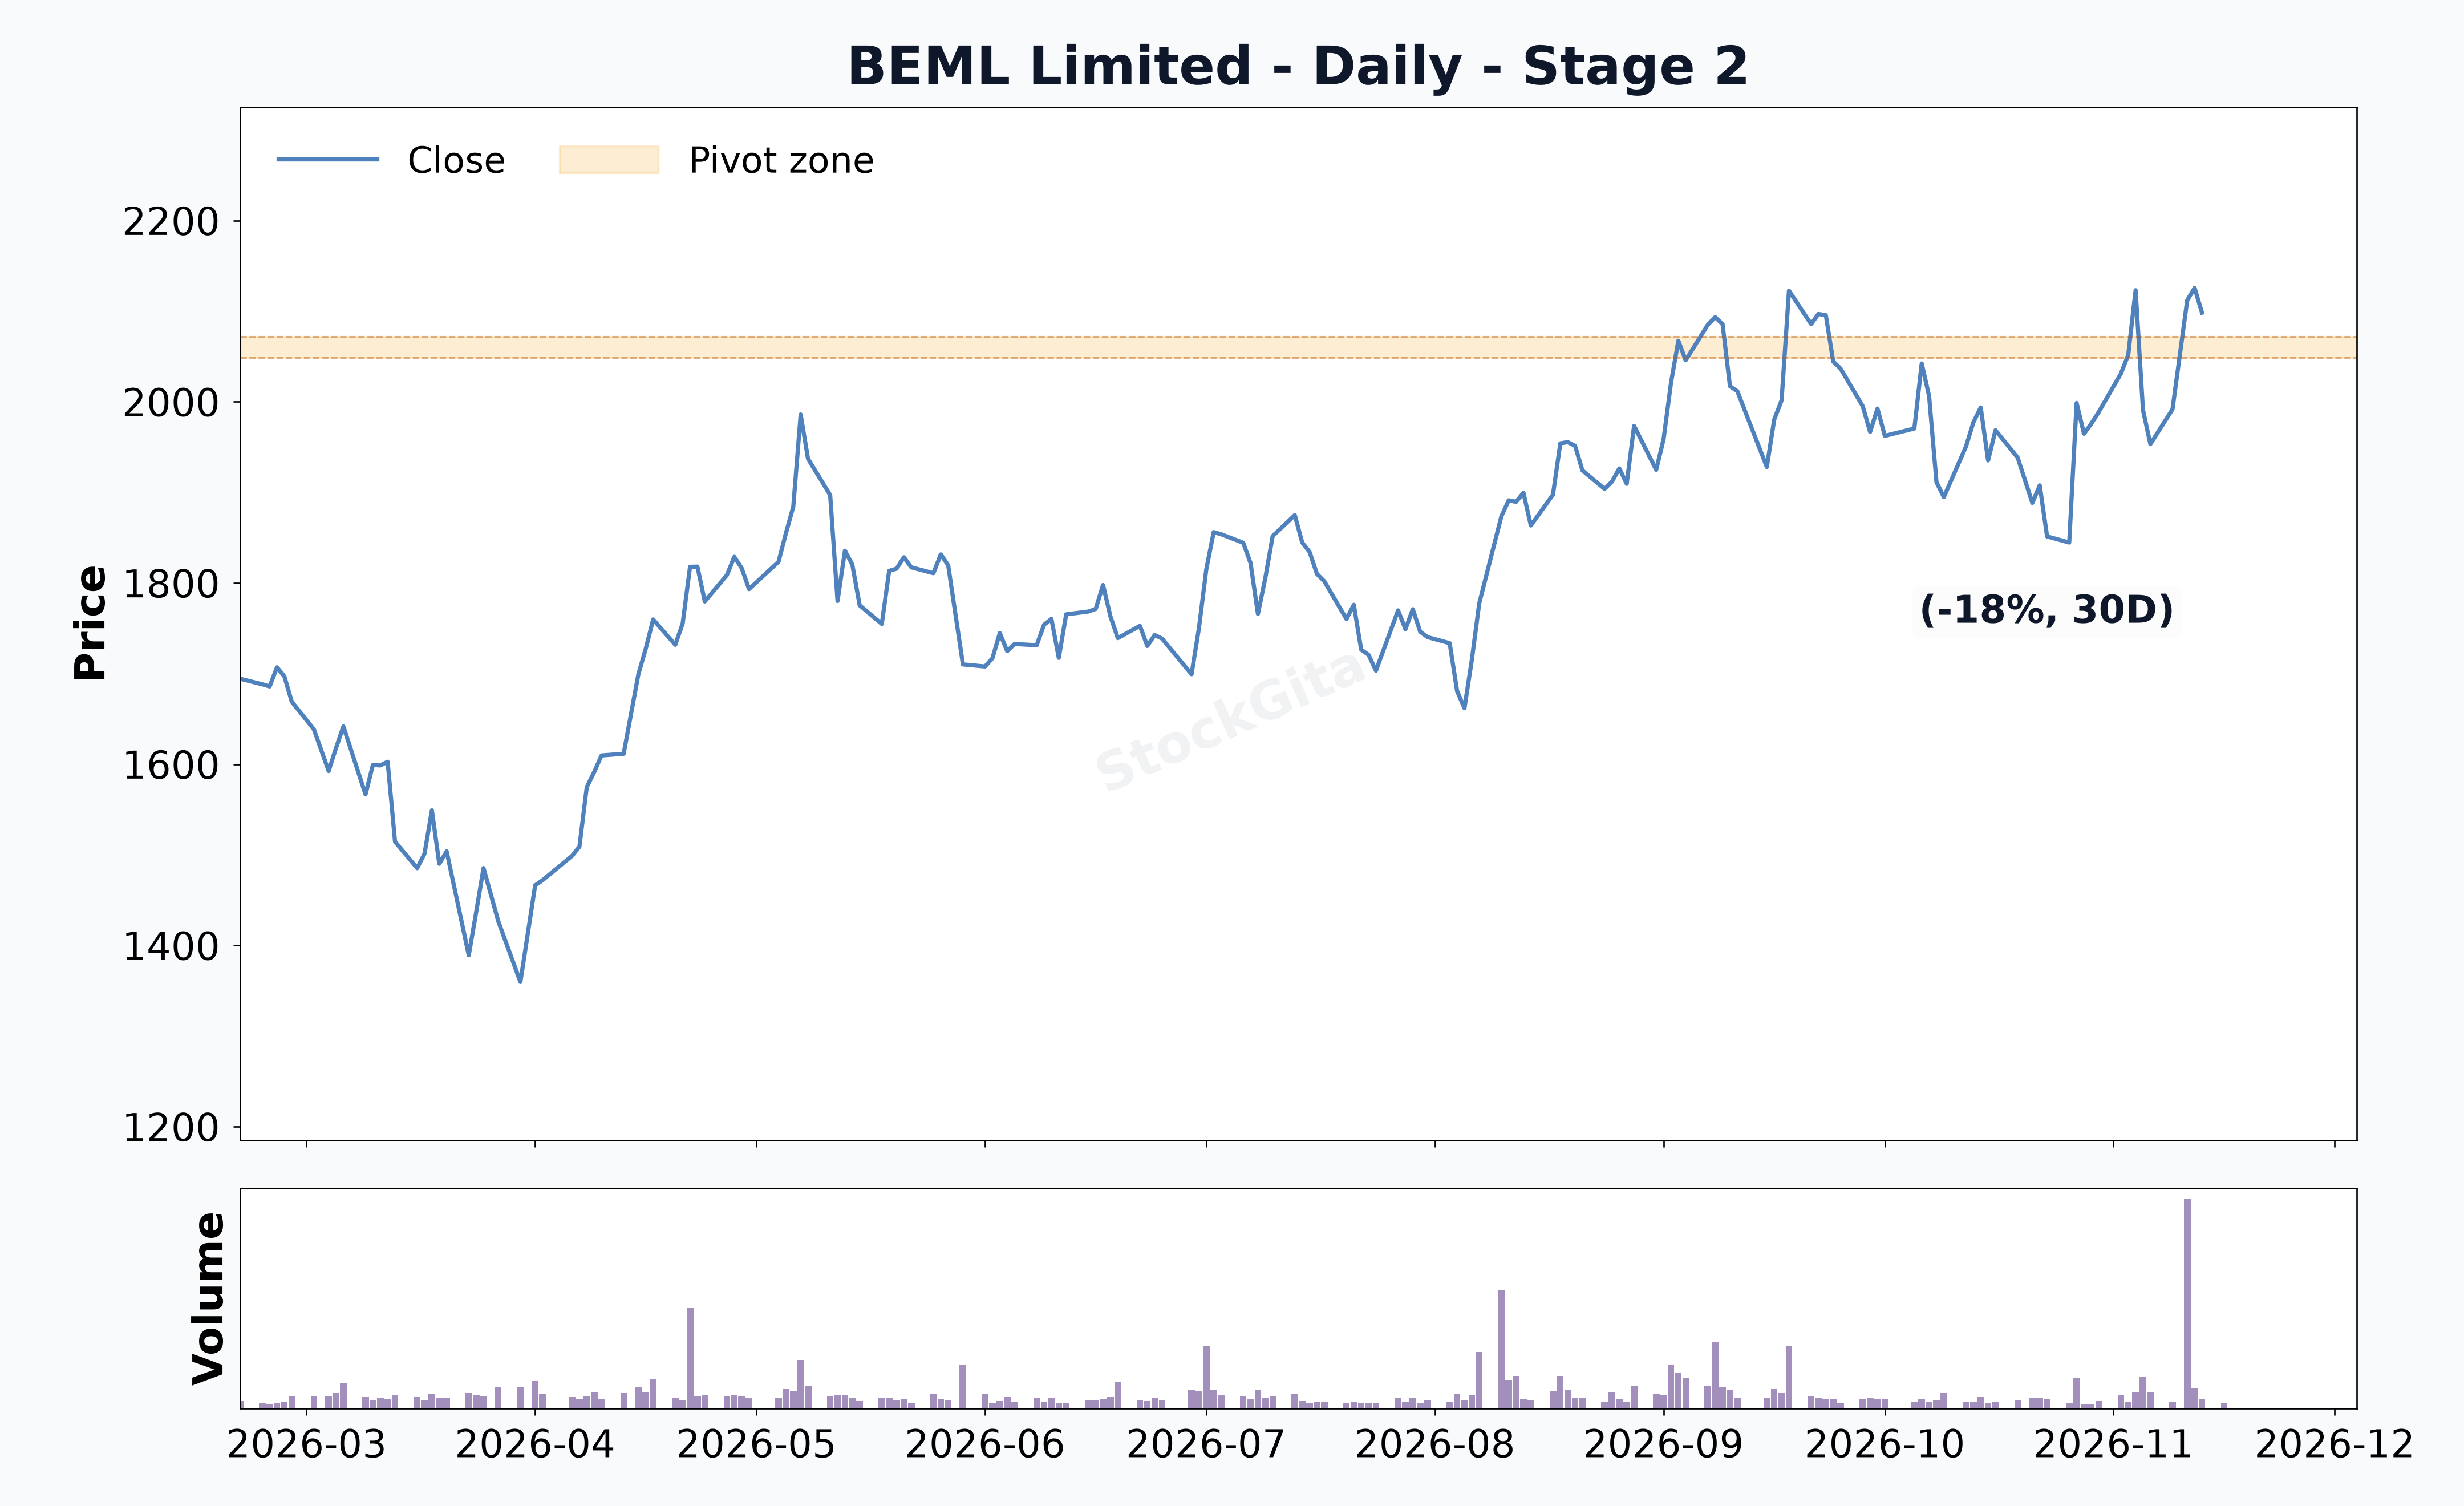 BEML Limited - Daily - Stage 2
Close
Pivot zone
2200
2000
1800
1600
1400
1200
Price
(-18%, 30D)
StockGita
Volume
2026-03
2026-04
2026-05
2026-06
2026-07
2026-08
2026-09
2026-10
2026-11
2026-12